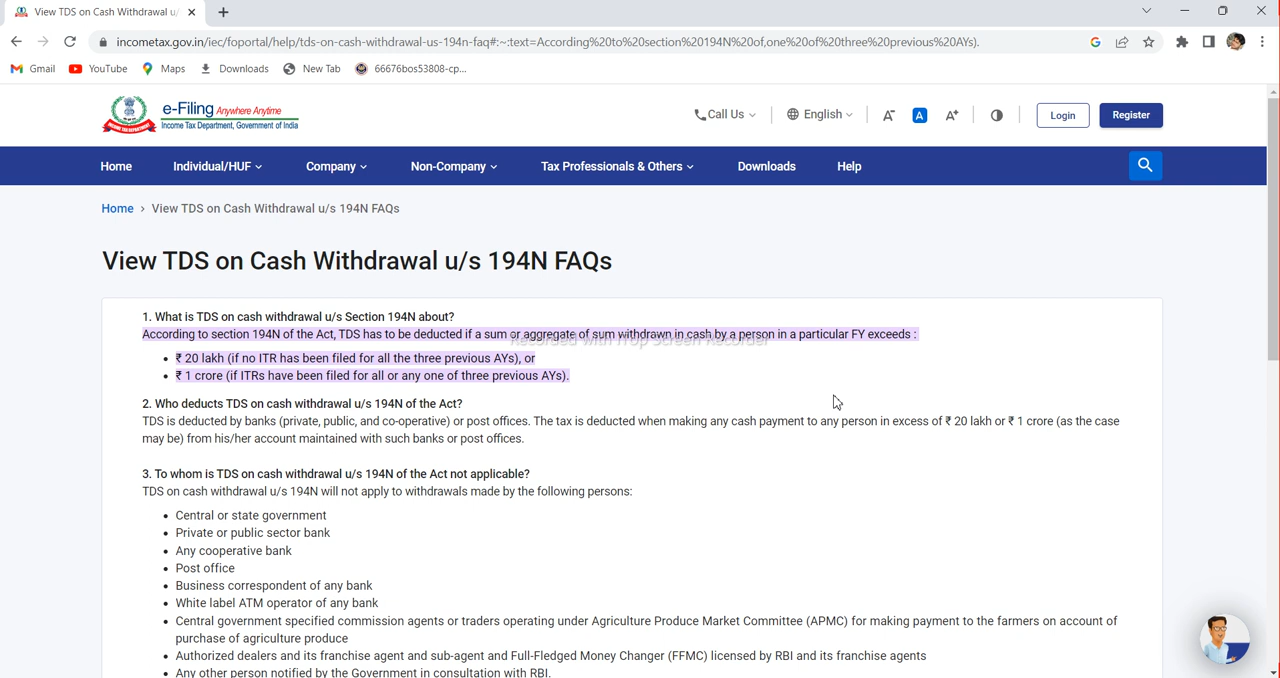 View TDS on Cash Withdrawal u/
incometax.gov.in/iec/foportal/help/tds-on-cash-withdrawal-us-194n-faq#:~:text=According%20to%20section%20194N%20of,one%20of%20three%20previous%20AYs).
Gmail YouTube Maps Downloads New Tab 66676bos53808-cp...
e-Filing Anywhere Anytime
Income Tax Department, Government of India
Call Us English A- A A+ Login Register
Home Individual/HUF Company Non-Company Tax Professionals & Others Downloads Help
Home > View TDS on Cash Withdrawal u/s 194N FAQs
View TDS on Cash Withdrawal u/s 194N FAQs
1. What is TDS on cash withdrawal u/s Section 194N about?
According to section 194N of the Act, TDS has to be deducted if a sum or aggregate of sum withdrawn in cash by a person in a particular FY exceeds :
Recorded with iTop Screen Recorder
• ₹ 20 lakh (if no ITR has been filed for all the three previous AYs), or
• ₹ 1 crore (if ITRs have been filed for all or any one of three previous AYs).
2. Who deducts TDS on cash withdrawal u/s 194N of the Act?
TDS is deducted by banks (private, public, and co-operative) or post offices. The tax is deducted when making any cash payment to any person in excess of ₹ 20 lakh or ₹ 1 crore (as the case
may be) from his/her account maintained with such banks or post offices.
3. To whom is TDS on cash withdrawal u/s 194N of the Act not applicable?
TDS on cash withdrawal u/s 194N will not apply to withdrawals made by the following persons:
• Central or state government
• Private or public sector bank
• Any cooperative bank
• Post office
• Business correspondent of any bank
• White label ATM operator of any bank
• Central government specified commission agents or traders operating under Agriculture Produce Market Committee (APMC) for making payment to the farmers on account of
purchase of agriculture produce
• Authorized dealers and its franchise agent and sub-agent and Full-Fledged Money Changer (FFMC) licensed by RBI and its franchise agents
• Any other person notified by the Government in consultation with RBI.